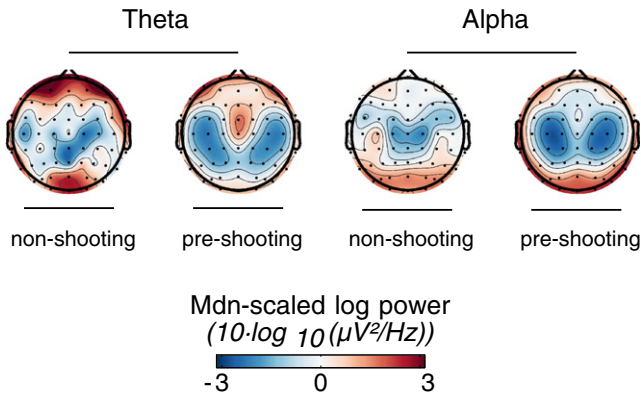 Theta Alpha
non-shooting pre-shooting non-shooting pre-shooting
Mdn-scaled log power
(10·log 10 (µV²/Hz))
-3 0 3